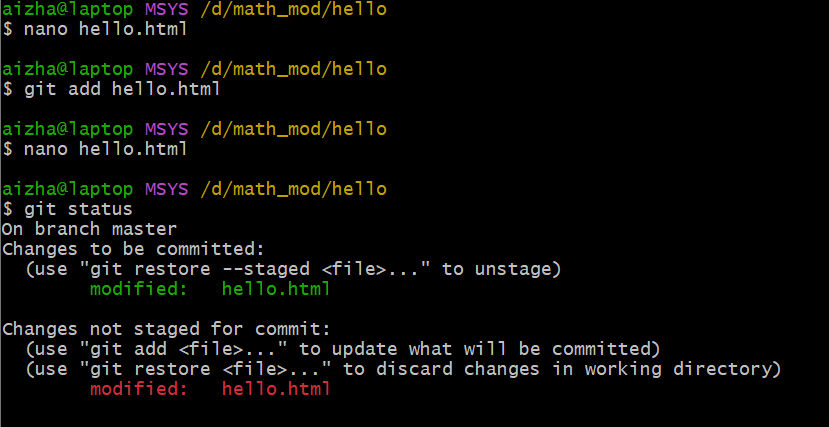 aizha@laptop MSYS /d/math_mod/hello
$ nano hello.html
aizha@laptop MSYS /d/math_mod/hello
$ git add hello.html
aizha@laptop MSYS /d/math_mod/hello
$ nano hello.html
aizha@laptop MSYS /d/math_mod/hello
$ git status
On branch master
Changes to be committed:
  (use "git restore --staged <file>..." to unstage)
        modified:   hello.html
Changes not staged for commit:
  (use "git add <file>..." to update what will be committed)
  (use "git restore <file>..." to discard changes in working directory)
        modified:   hello.html